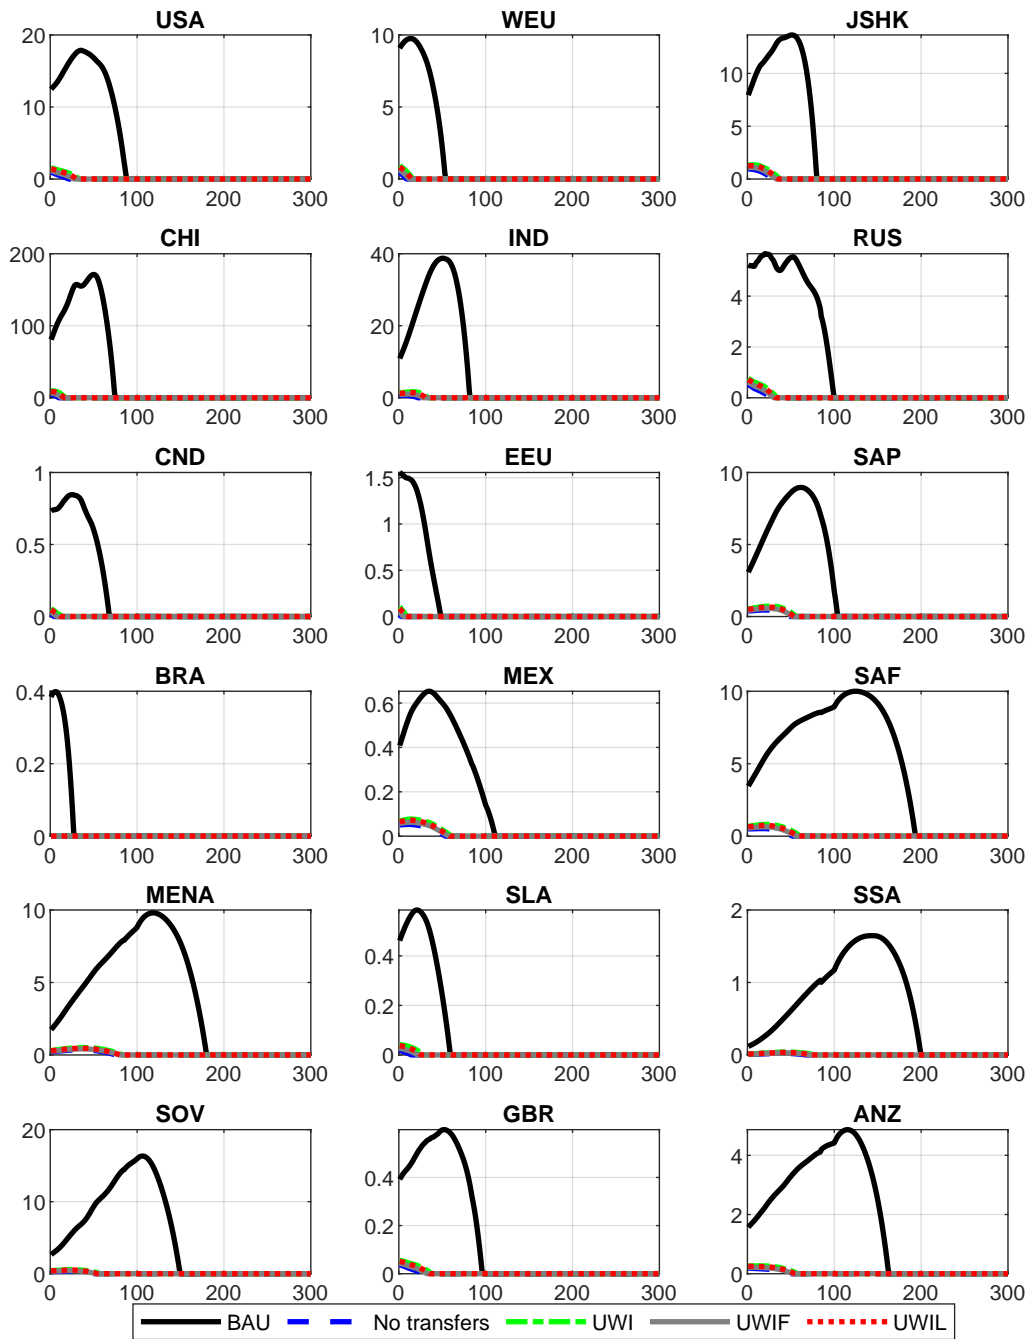 USA WEU JSHK
20 10 10
10 5 5
0 0 0
0 100 200 300 0 100 200 300 0 100 200 300
CHI IND RUS
200 40 4
100 20 2
0 0 0
0 100 200 300 0 100 200 300 0 100 200 300
CND EEU SAP
1 1.5 10
0.5 1 5
0 0.5 0
0
0 100 200 300 0 100 200 300 0 100 200 300
BRA MEX SAF
0.4 0.6 10
0.2 0.4 5
0 0.2 0
0
0 100 200 300 0 100 200 300 0 100 200 300
MENA SLA SSA
10 0.4 2
5 0.2 1
0 0 0
0 100 200 300 0 100 200 300 0 100 200 300
SOV GBR ANZ
20 0.4 4
10 0.2 2
0 0 0
0 100 200 300 0 100 200 300 0 100 200 300
BAU No transfers UWI UWIF UWIL